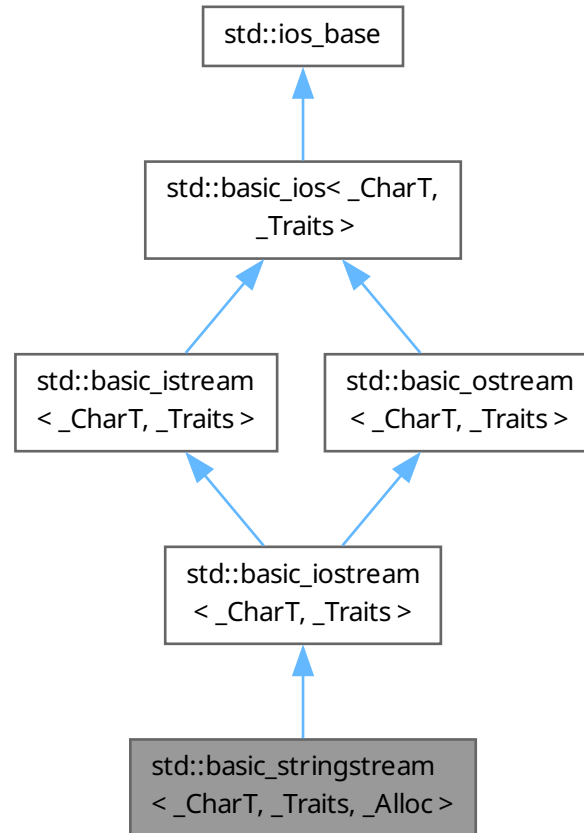 std::ios_base
std::basic_ios< _CharT,
_Traits >
std::basic_istream
< _CharT, _Traits >
std::basic_ostream
< _CharT, _Traits >
std::basic_iostream
< _CharT, _Traits >
std::basic_stringstream
< _CharT, _Traits, _Alloc >